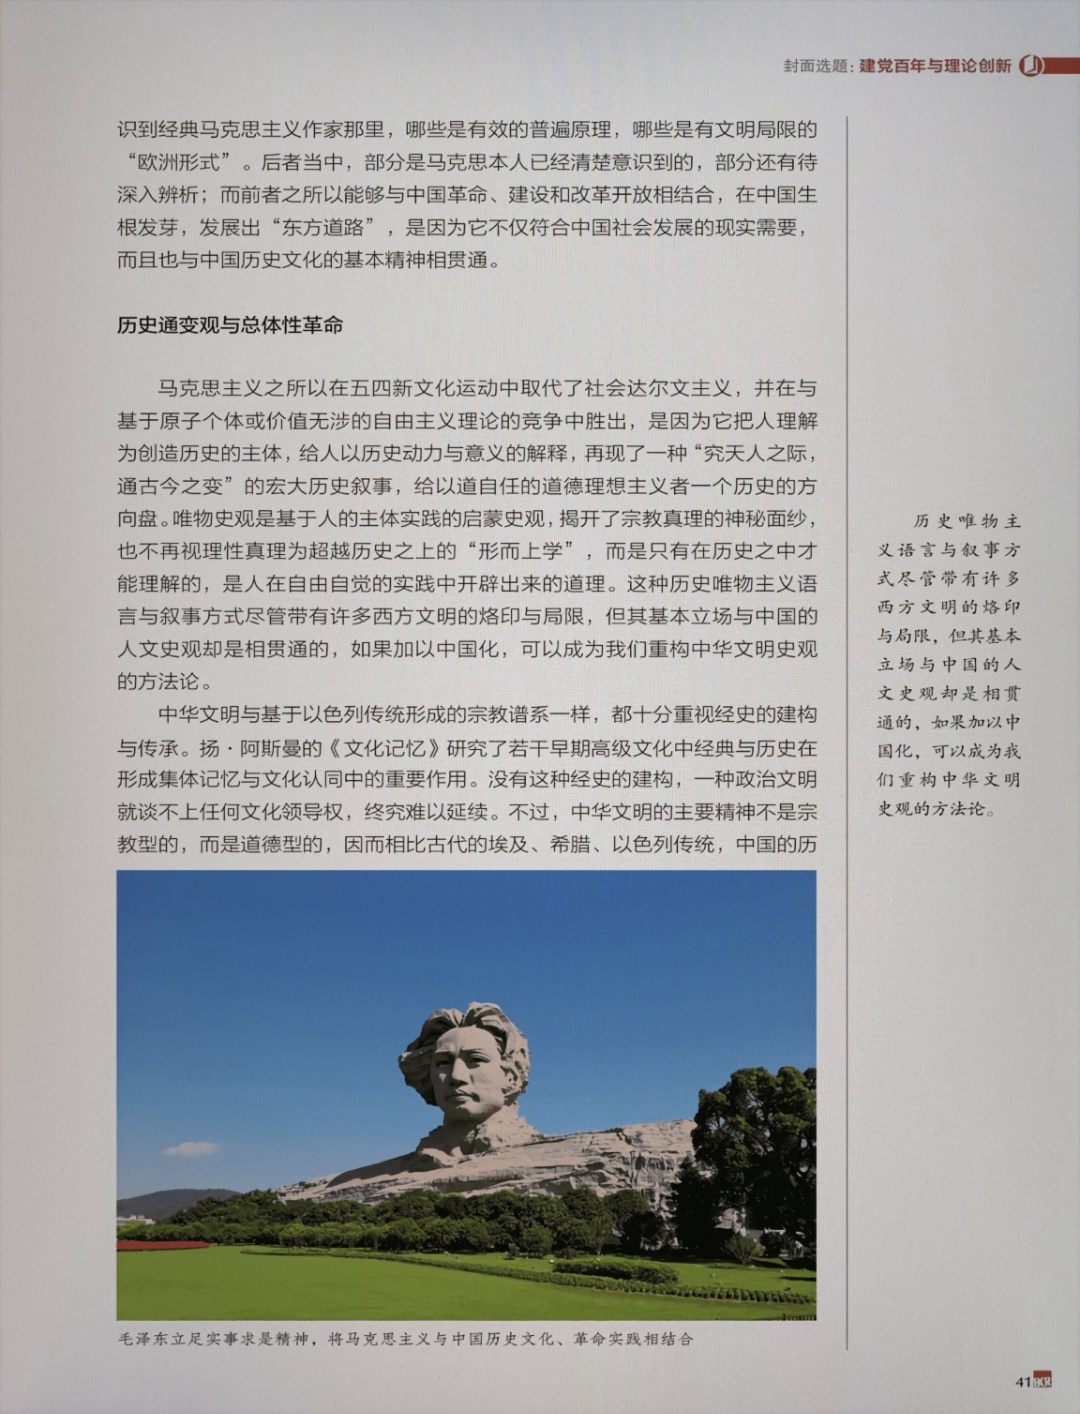 封面选题：建党百年与理论创新
识到经典马克思主义作家那里，哪些是有效的普遍原理，哪些是有文明局限的
“欧洲形式”。后者当中，部分是马克思本人已经清楚意识到的，部分还有待
深入辨析；而前者之所以能够与中国革命、建设和改革开放相结合，在中国生
根发芽，发展出“东方道路”，是因为它不仅符合中国社会发展的现实需要，
而且也与中国历史文化的基本精神相贯通。
历史通变观与总体性革命
马克思主义之所以在五四新文化运动中取代了社会达尔文主义，并在与
基于原子个体或价值无涉的自由主义理论的竞争中胜出，是因为它把人理解
为创造历史的主体，给人以历史动力与意义的解释，再现了一种“究天人之际，
通古今之变”的宏大历史叙事，给以道自任的道德理想主义者一个历史的方
向盘。唯物史观是基于人的主体实践的启蒙史观，揭开了宗教真理的神秘面纱，
也不再视理性真理为超越历史之上的“形而上学”，而是只有在历史之中才
能理解的，是人在自由自觉的实践中开辟出来的道理。这种历史唯物主义语
言与叙事方式尽管带有许多西方文明的烙印与局限，但其基本立场与中国的
人文史观却是相贯通的，如果加以中国化，可以成为我们重构中华文明史观
的方法论。
中华文明与基于以色列传统形成的宗教谱系一样，都十分重视经史的建构
与传承。扬·阿斯曼的《文化记忆》研究了若干早期高级文化中经典与历史在
形成集体记忆与文化认同中的重要作用。没有这种经史的建构，一种政治文明
就谈不上任何文化领导权，终究难以延续。不过，中华文明的主要精神不是宗
教型的，而是道德型的，因而相比古代的埃及、希腊、以色列传统，中国的历
历史唯物主
义语言与叙事方
式尽管带有许多
西方文明的烙印
与局限，但其基本
立场与中国的人
文史观却是相贯
通的，如果加以中
国化，可以成为我
们重构中华文明
史观的方法论。
毛泽东立足实事求是精神，将马克思主义与中国历史文化、革命实践相结合
41